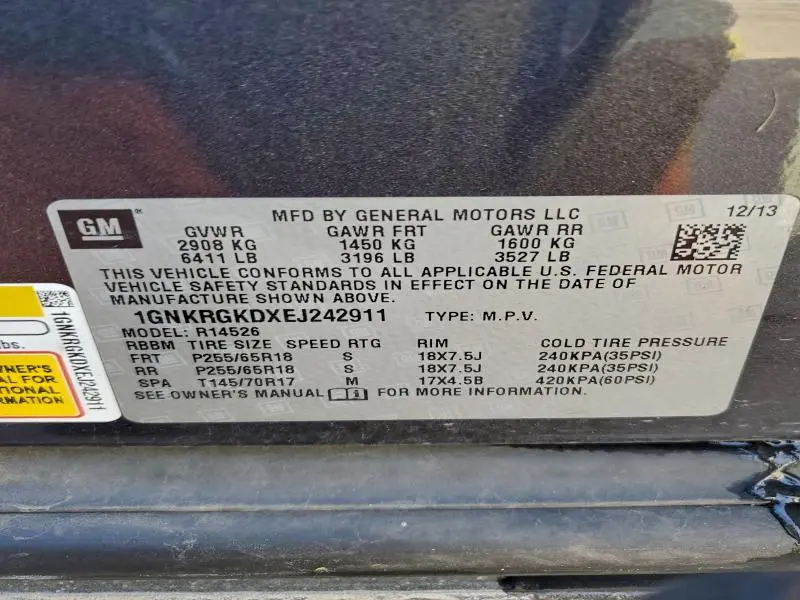 GM
MFD BY GENERAL MOTORS LLC 12/13
GVWR GAWR FRT GAWR RR
2908 KG 1450 KG 1600 KG
6411 LB 3196 LB 3527 LB
THIS VEHICLE CONFORMS TO ALL APPLICABLE U.S. FEDERAL MOTOR
VEHICLE SAFETY STANDARDS IN EFFECT ON THE DATE OF
MANUFACTURE SHOWN ABOVE.
1GNKRGKDXEJ242911 TYPE: M.P.V.
MODEL: R14526
RBBM TIRE SIZE SPEED RTG RIM COLD TIRE PRESSURE
FRT P255/65R18 S 18X7.5J 240KPA(35PSI)
RR P255/65R18 S 18X7.5J 240KPA(35PSI)
SPA T145/70R17 M 17X4.5B 420KPA(60PSI)
SEE OWNER'S MANUAL FOR MORE INFORMATION.
lbs.
WNER'S
AL FOR
TIONAL
RMATION
1GNKRGKDXEJ242911